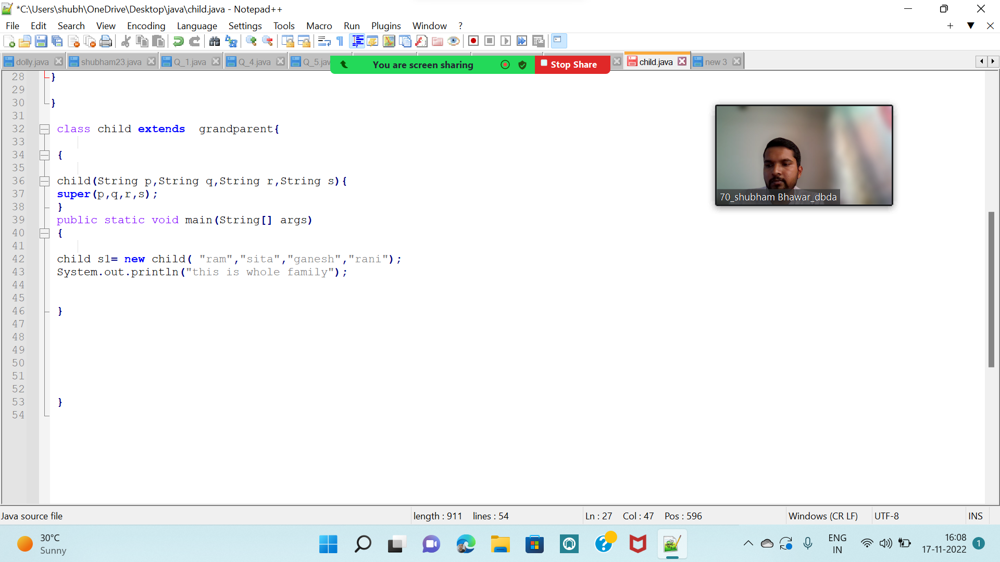 *C:\Users\shubh\OneDrive\Desktop\java\child.java - Notepad++
File Edit Search View Encoding Language Settings Tools Macro Run Plugins Window ?
dolly.java shubham23.java Q_1.java Q_4.java Q_5.jav child.java new 3
You are screen sharing Stop Share
28 }
29
30 }
31
32 class child extends  grandparent{
33
34 {
35
36 child(String p,String q,String r,String s){
37 super(p,q,r,s);
38 }
39 public static void main(String[] args)
40 {
41
42 child s1= new child( "ram","sita","ganesh","rani");
43 System.out.println("this is whole family");
44
45
46 }
47
48
49
50
51
52
53 }
54
70_shubham Bhawar_dbda
Java source file length : 911 lines : 54 Ln : 27 Col : 47 Pos : 596 Windows (CR LF) UTF-8 INS
30°C
Sunny
ENG
IN
16:08
17-11-2022
1